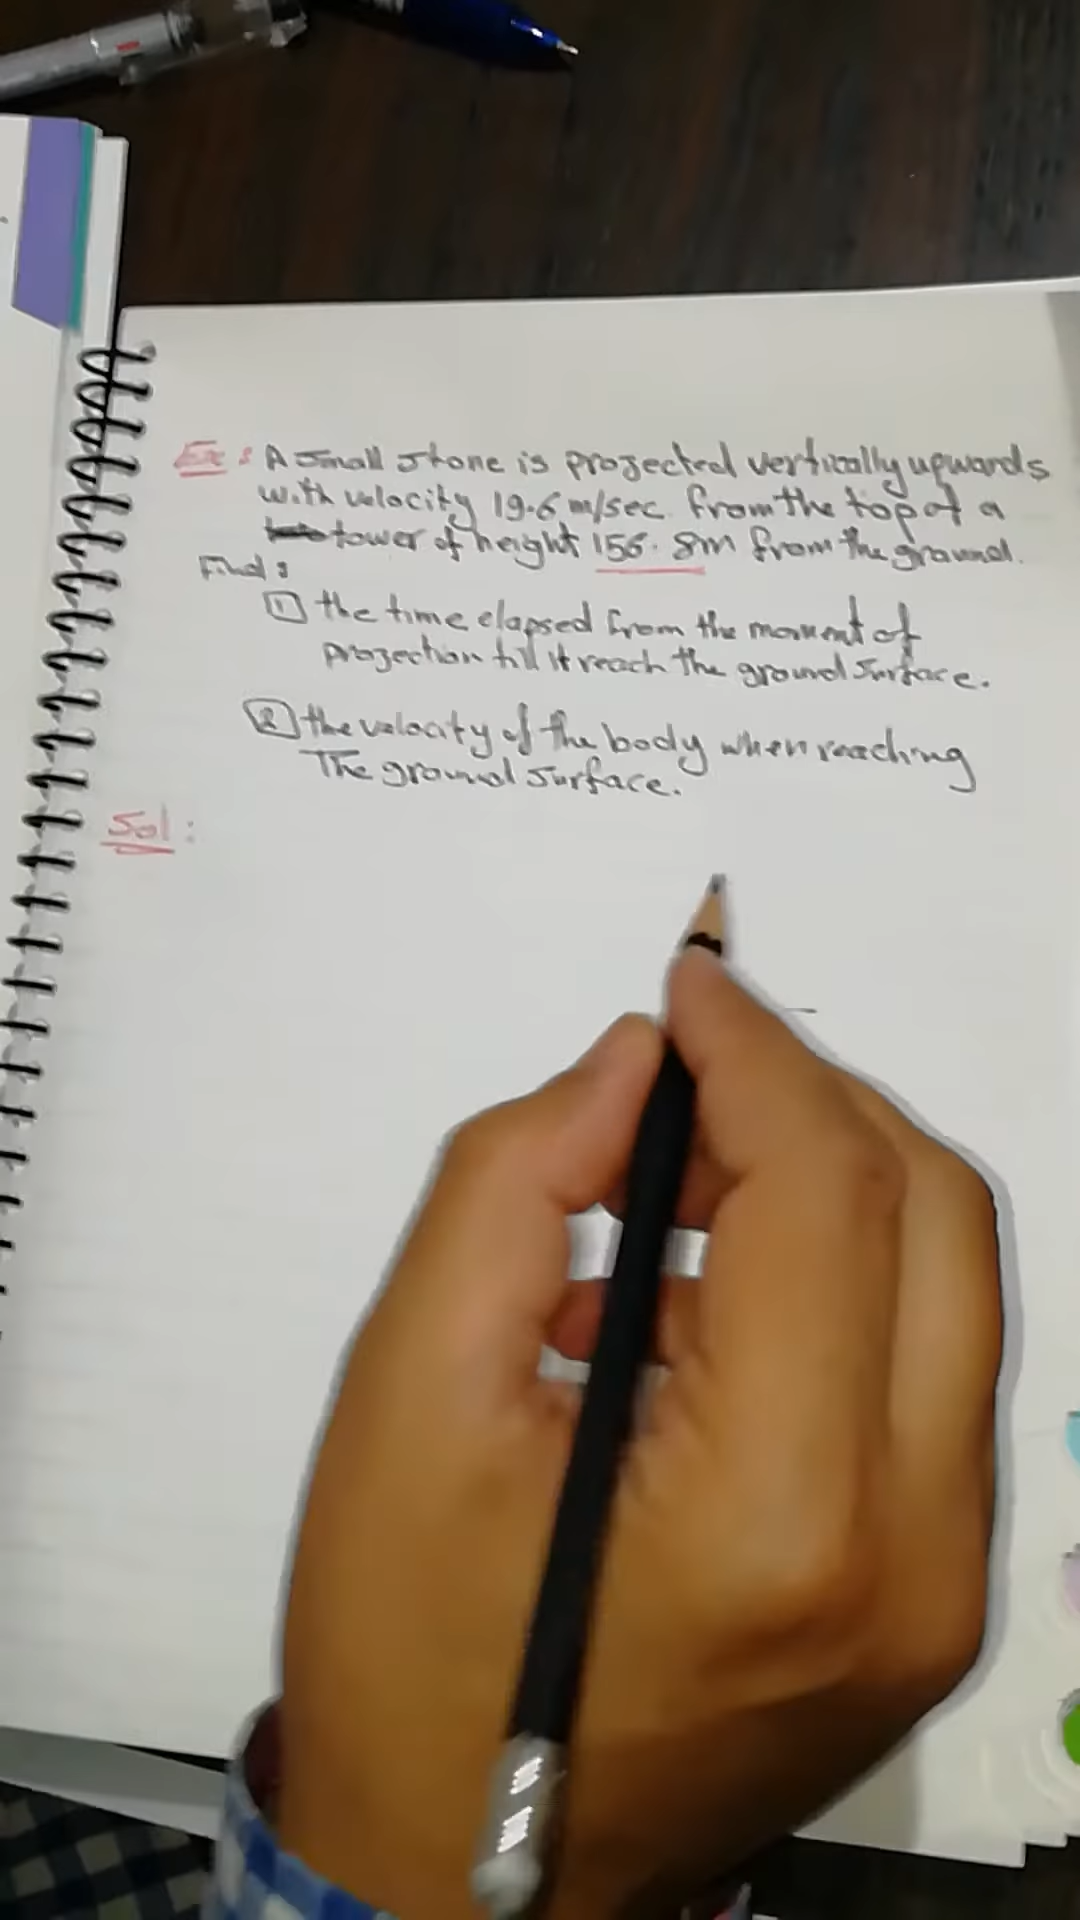 Ex: A small stone is projected vertically upwards
with velocity 19.6 m/sec. from the top of a
tower of height 156.8m from the ground.
Find:
1 the time elapsed from the moment of
projection till it reach the ground surface.
2 the velocity of the body when reaching
The ground surface.
Sol: